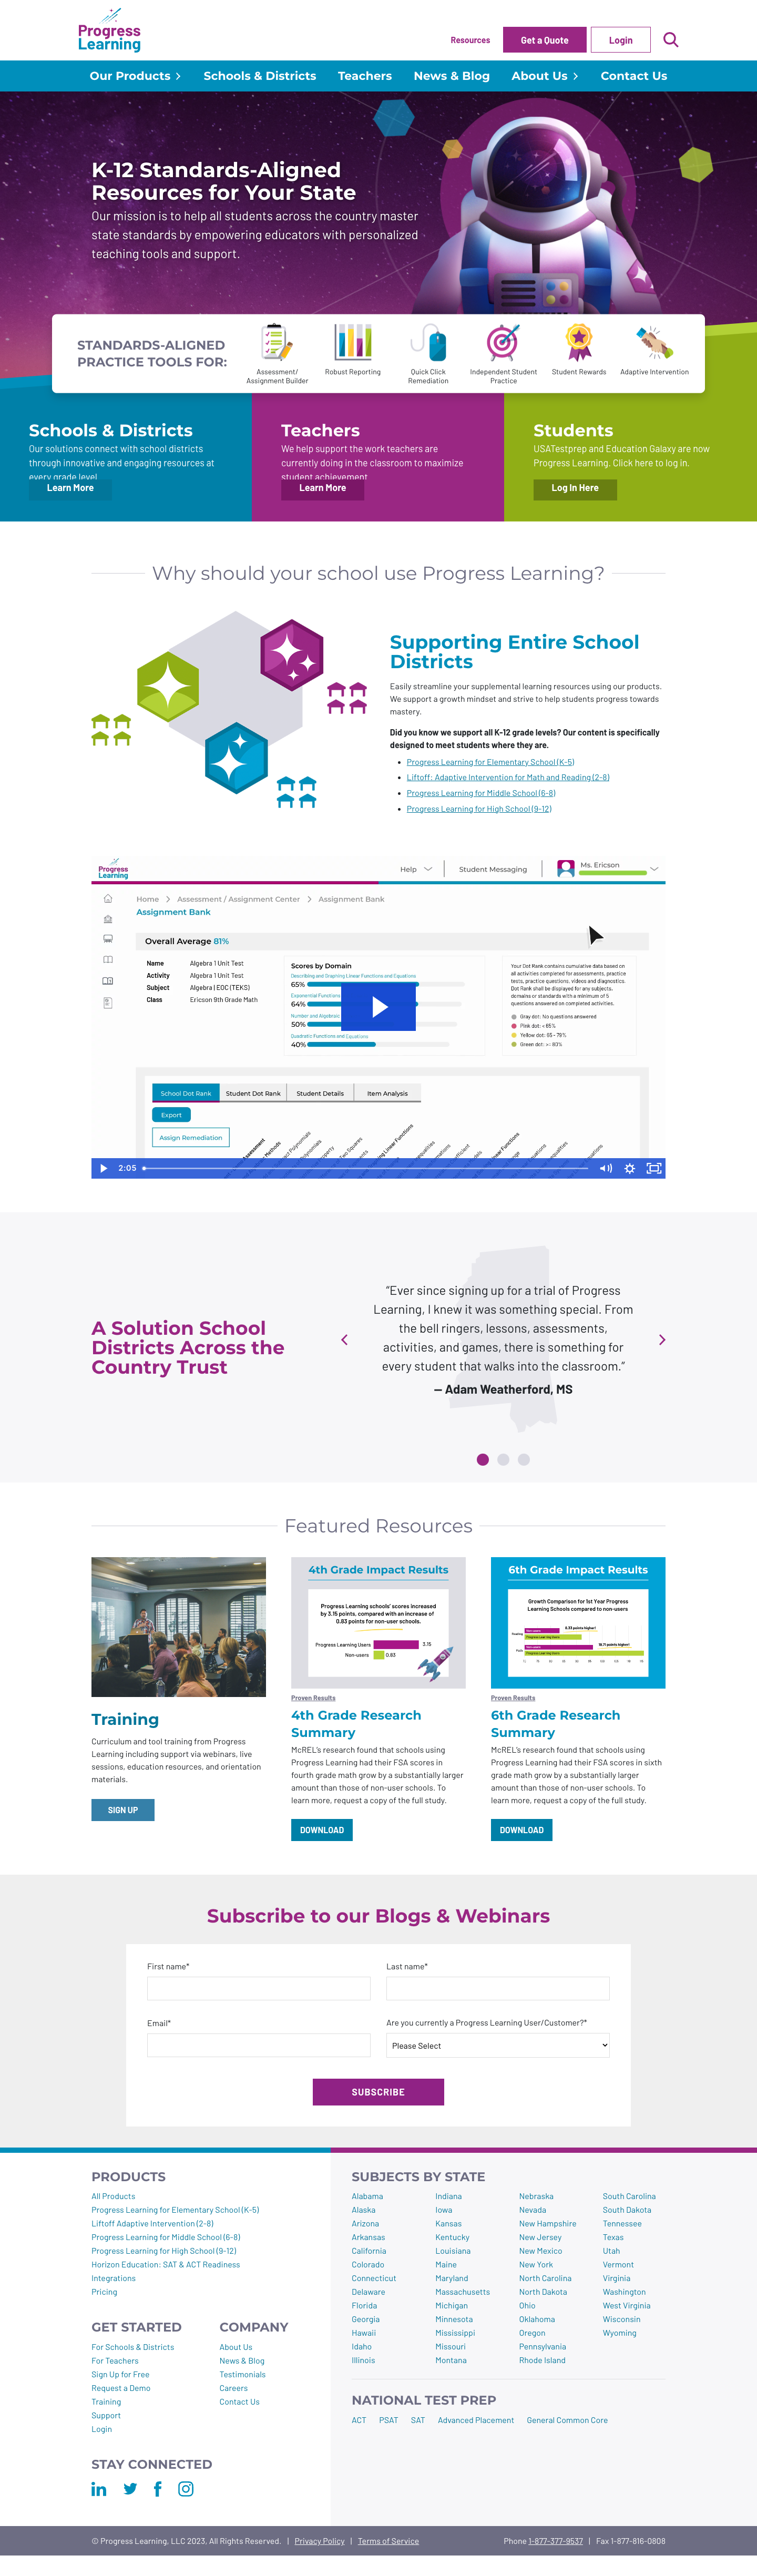 Progress
Learning
Resources
Get a Quote
Login
Our Products
Schools & Districts
Teachers
News & Blog
About Us
Contact Us
K-12 Standards-Aligned
Resources for Your State
Our mission is to help all students across the country master
state standards by empowering educators with personalized
teaching tools and support.
STANDARDS-ALIGNED
PRACTICE TOOLS FOR:
Assessment/
Assignment Builder
Robust Reporting
Quick Click
Remediation
Independent Student
Practice
Student Rewards
Adaptive Intervention
Schools & Districts
Our solutions connect with school districts
through innovative and engaging resources at
every grade level.
Learn More
Teachers
We help support the work teachers are
currently doing in the classroom to maximize
student achievement.
Learn More
Students
USATestprep and Education Galaxy are now
Progress Learning. Click here to log in.
Log In Here
Why should your school use Progress Learning?
Supporting Entire School
Districts
Easily streamline your supplemental learning resources using our products.
We support a growth mindset and strive to help students progress towards
mastery.
Did you know we support all K-12 grade levels? Our content is specifically
designed to meet students where they are.
Progress Learning for Elementary School (K-5)
Liftoff: Adaptive Intervention for Math and Reading (2-8)
Progress Learning for Middle School (6-8)
Progress Learning for High School (9-12)
Progress
Learning
Help
Student Messaging
Ms. Ericson
Home
Assessment / Assignment Center
Assignment Bank
Assignment Bank
Overall Average 81%
Name Algebra 1 Unit Test
Activity Algebra 1 Unit Test
Subject Algebra I EOC (TEKS)
Class Ericson 9th Grade Math
Scores by Domain
Describing and Graphing Linear Functions and Equations
65%
Exponential Functions
64%
Number and Algebraic
50%
Quadratic Functions and Equations
40%
Your Dot Rank contains cumulative data based on
all activities completed for assessments, practice
tests, practice questions, videos and diagnostics.
Dot Rank will be displayed for any subjects,
domains or standards with a minimum of 5
questions answered on completed assignments.
Gray dot: No questions answered
Pink dot: < 65%
Yellow dot: 65 - 79%
Green dot: >= 80%
School Dot Rank
Student Dot Rank
Student Details
Item Analysis
Export
Assign Remediation
2:05
“Ever since signing up for a trial of Progress
Learning, I knew it was something special. From
the bell ringers, lessons, assessments,
activities, and games, there is something for
every student that walks into the classroom.”
— Adam Weatherford, MS
A Solution School
Districts Across the
Country Trust
Featured Resources
Training
Curriculum and tool training from Progress
Learning including support via webinars, live
sessions, education resources, and orientation
materials.
SIGN UP
4th Grade Impact Results
Progress Learning schools' scores increased
by 3.15 points, compared with an increase of
0.83 points for non-user schools.
Progress Learning Users 3.15
Non-users 0.83
Proven Results
4th Grade Research
Summary
McREL’s research found that schools using
Progress Learning had their FSA scores in
fourth grade math grow by a substantially larger
amount than those of non-user schools. To
learn more, request a copy of the full study.
DOWNLOAD
6th Grade Impact Results
Growth Comparison for 1st Year Progress
Learning Schools compared to non-users
Proven Results
6th Grade Research
Summary
McREL’s research found that schools using
Progress Learning had their FSA scores in sixth
grade math grow by a substantially larger
amount than those of non-user schools. To
learn more, request a copy of the full study.
DOWNLOAD
Subscribe to our Blogs & Webinars
First name*
Last name*
Email*
Are you currently a Progress Learning User/Customer?*
Please Select
SUBSCRIBE
PRODUCTS
All Products
Progress Learning for Elementary School (K-5)
Liftoff Adaptive Intervention (2-8)
Progress Learning for Middle School (6-8)
Progress Learning for High School (9-12)
Horizon Education: SAT & ACT Readiness
Integrations
Pricing
GET STARTED
For Schools & Districts
For Teachers
Sign Up for Free
Request a Demo
Training
Support
Login
COMPANY
About Us
News & Blog
Testimonials
Careers
Contact Us
STAY CONNECTED
SUBJECTS BY STATE
Alabama
Alaska
Arizona
Arkansas
California
Colorado
Connecticut
Delaware
Florida
Georgia
Hawaii
Idaho
Illinois
Indiana
Iowa
Kansas
Kentucky
Louisiana
Maine
Maryland
Massachusetts
Michigan
Minnesota
Mississippi
Missouri
Montana
Nebraska
Nevada
New Hampshire
New Jersey
New Mexico
New York
North Carolina
North Dakota
Ohio
Oklahoma
Oregon
Pennsylvania
Rhode Island
South Carolina
South Dakota
Tennessee
Texas
Utah
Vermont
Virginia
Washington
West Virginia
Wisconsin
Wyoming
NATIONAL TEST PREP
ACT
PSAT
SAT
Advanced Placement
General Common Core
© Progress Learning, LLC 2023, All Rights Reserved. | Privacy Policy | Terms of Service
Phone 1-877-377-9537 | Fax 1-877-816-0808